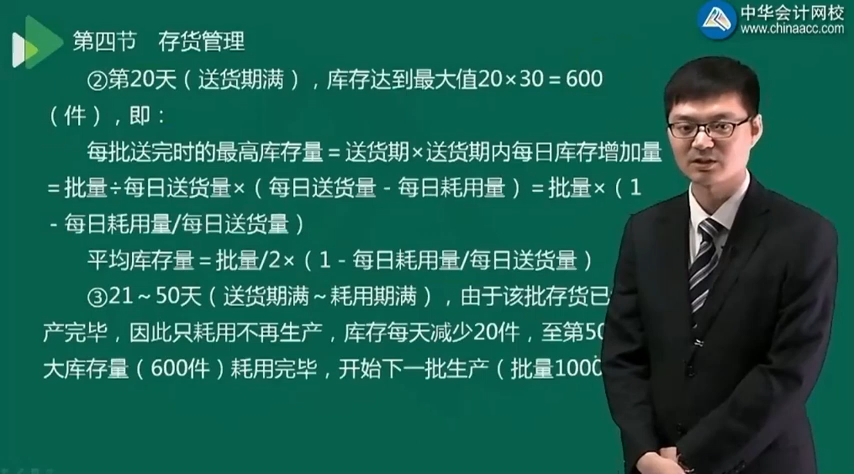 中华会计网校
www.chinaacc.com
第四节 存货管理
②第20天（送货期满），库存达到最大值20×30＝600
（件），即：
每批送完时的最高库存量＝送货期×送货期内每日库存增加量
＝批量÷每日送货量×（每日送货量－每日耗用量）＝批量×（1
－每日耗用量/每日送货量）
平均库存量＝批量/2×（1－每日耗用量/每日送货量）
③21～50天（送货期满～耗用期满），由于该批存货已
产完毕，因此只耗用不再生产，库存每天减少20件，至第50
大库存量（600件）耗用完毕，开始下一批生产（批量1000